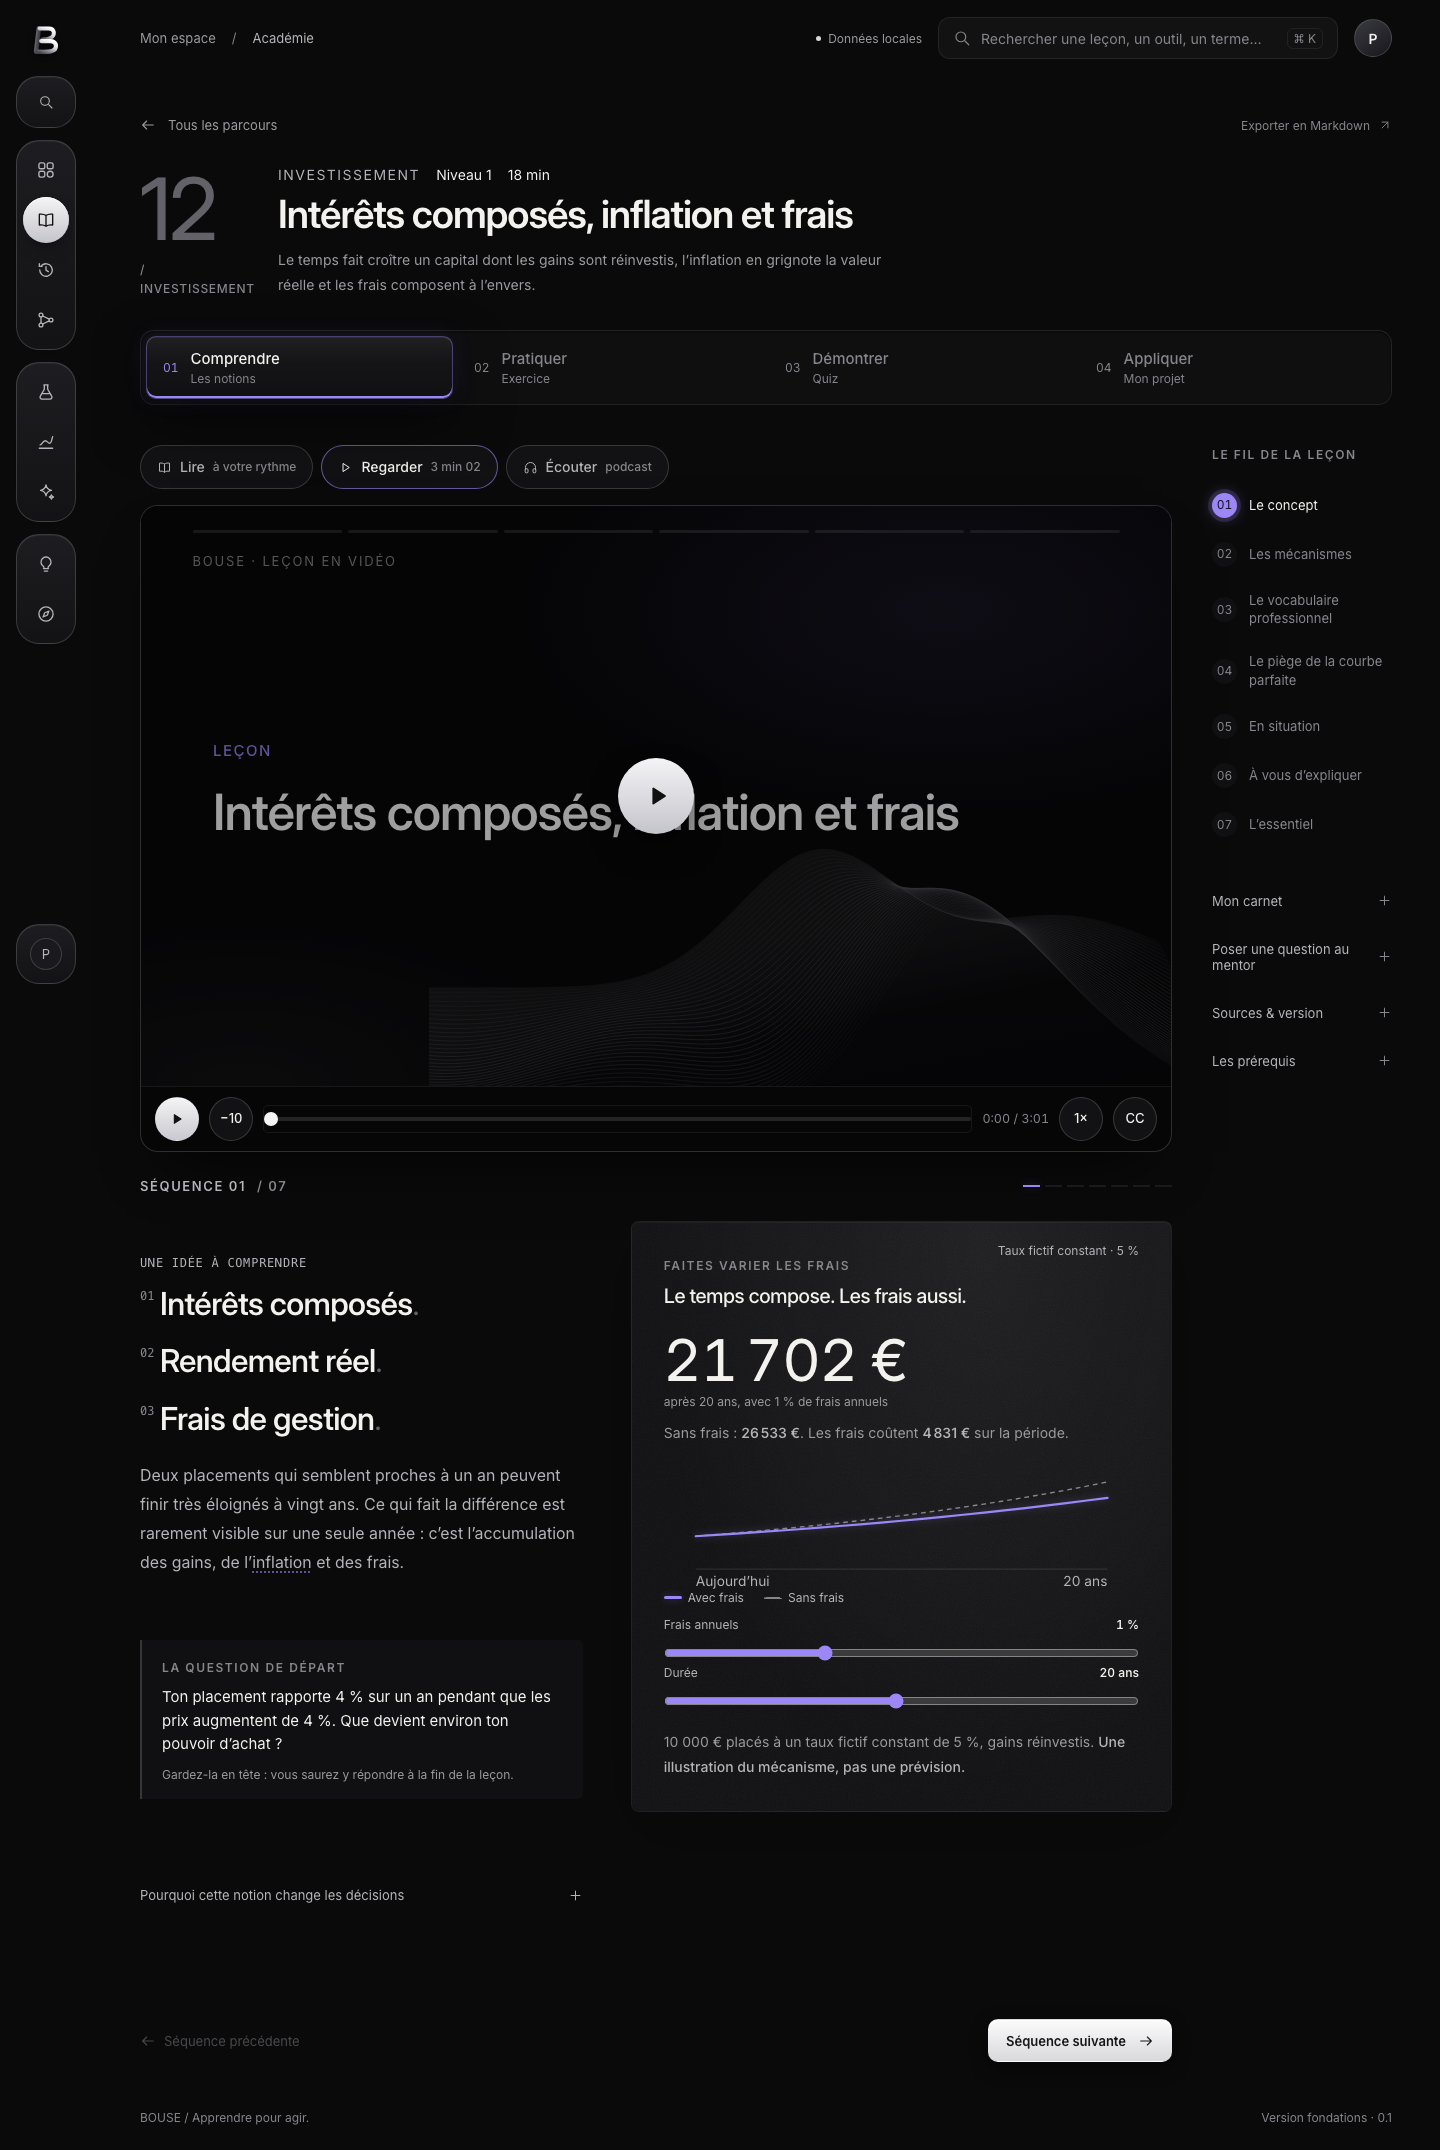 B
Mon espace / Académie
Données locales
Rechercher une leçon, un outil, un terme…
⌘ K
P
Tous les parcours
Exporter en Markdown
12
/
INVESTISSEMENT
INVESTISSEMENT Niveau 1 18 min
Intérêts composés, inflation et frais
Le temps fait croître un capital dont les gains sont réinvestis, l’inflation en grignote la valeur
réelle et les frais composent à l’envers.
01 Comprendre
Les notions
02 Pratiquer
Exercice
03 Démontrer
Quiz
04 Appliquer
Mon projet
Lire à votre rythme
Regarder 3 min 02
Écouter podcast
BOUSE · LEÇON EN VIDÉO
LEÇON
Intérêts composés, lation et frais
−10
0:00 / 3:01
1×
CC
LE FIL DE LA LEÇON
01 Le concept
02 Les mécanismes
03 Le vocabulaire
professionnel
04 Le piège de la courbe
parfaite
05 En situation
06 À vous d’expliquer
07 L’essentiel
Mon carnet +
Poser une question au
mentor +
Sources & version +
Les prérequis +
P
SÉQUENCE 01 / 07
UNE IDÉE À COMPRENDRE
01 Intérêts composés.
02 Rendement réel.
03 Frais de gestion.
Deux placements qui semblent proches à un an peuvent
finir très éloignés à vingt ans. Ce qui fait la différence est
rarement visible sur une seule année : c’est l’accumulation
des gains, de l’inflation et des frais.
LA QUESTION DE DÉPART
Ton placement rapporte 4 % sur un an pendant que les
prix augmentent de 4 %. Que devient environ ton
pouvoir d’achat ?
Gardez-la en tête : vous saurez y répondre à la fin de la leçon.
Pourquoi cette notion change les décisions +
Taux fictif constant · 5 %
FAITES VARIER LES FRAIS
Le temps compose. Les frais aussi.
21 702 €
après 20 ans, avec 1 % de frais annuels
Sans frais : 26 533 €. Les frais coûtent 4 831 € sur la période.
Aujourd’hui 20 ans
Avec frais Sans frais
Frais annuels 1 %
Durée 20 ans
10 000 € placés à un taux fictif constant de 5 %, gains réinvestis. Une
illustration du mécanisme, pas une prévision.
Séquence précédente
Séquence suivante
BOUSE / Apprendre pour agir.
Version fondations · 0.1